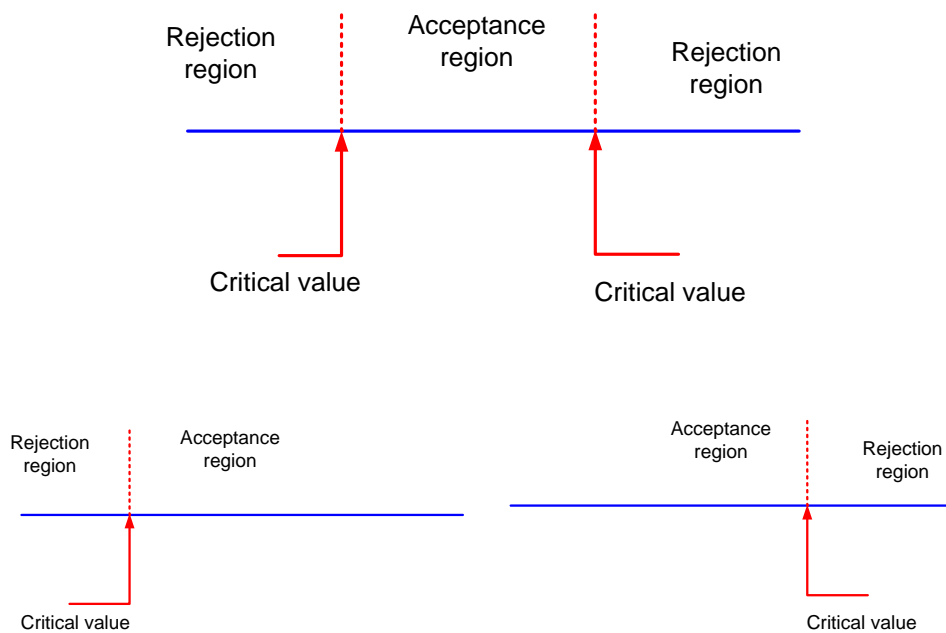 Rejection
region
Acceptance
region
Rejection
region
Critical value
Critical value
Rejection
region
Acceptance
region
Critical value
Acceptance
region
Rejection
region
Critical value